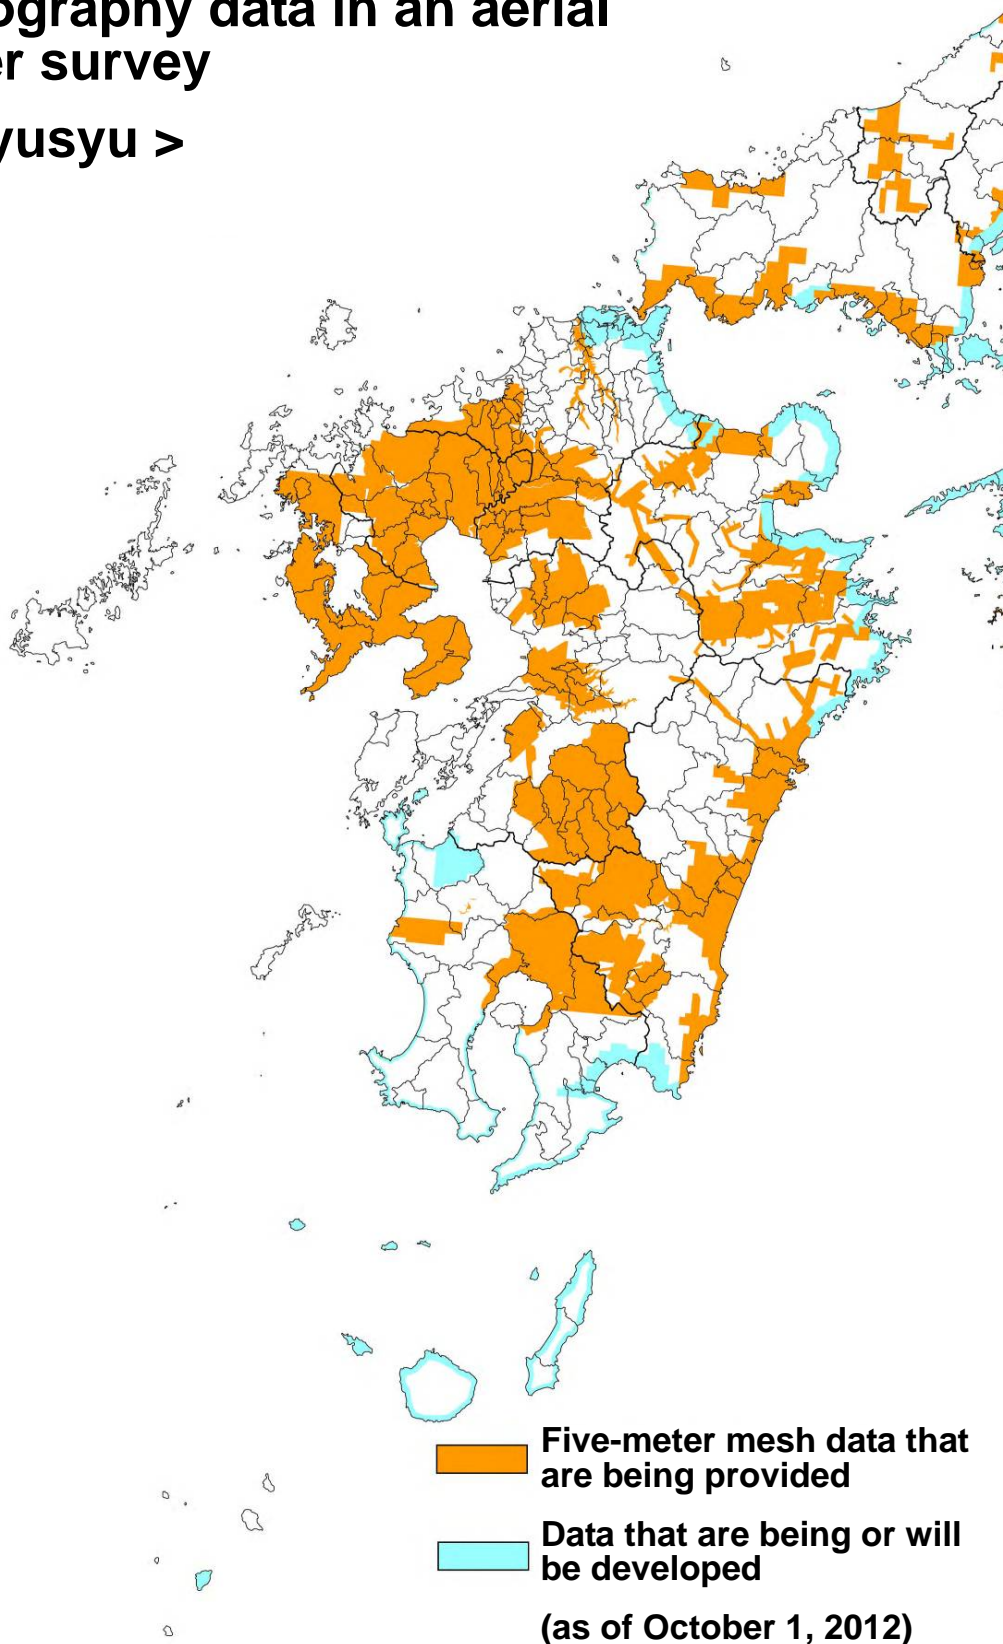 ography data in an aerial
er survey
yusyu >
Five-meter mesh data that
are being provided
Data that are being or will
be developed
(as of October 1, 2012)